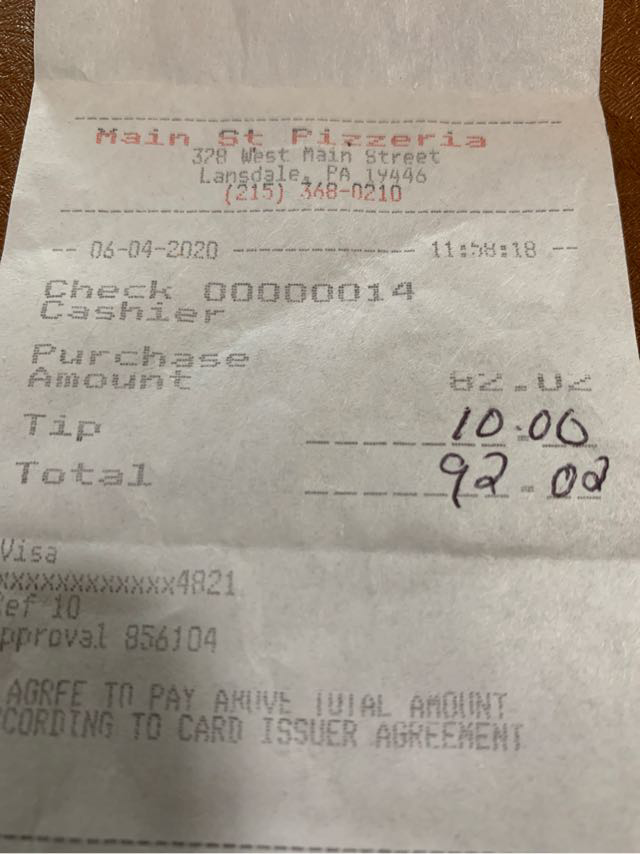 Main St Pizzeria
328 West Main Street
Lansdale, PA 19446
(215) 368-0210
-- 06-04-2020 ---------------- 11:58:18 --
Check 00000014
Cashier
Purchase
Amount 82.02
Tip 10.00
Total 92.02
Visa
xxxxxxxxxxxx4821
ef 10
pproval 856104
AGREE TO PAY ABOVE TOTAL AMOUNT
CORDING TO CARD ISSUER AGREEMENT